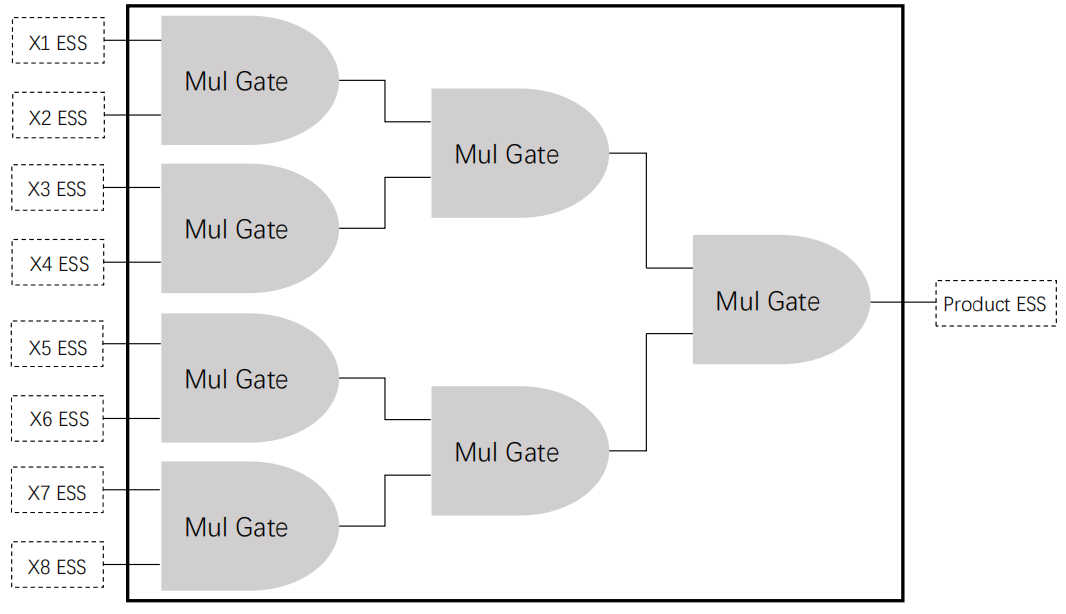 X1 ESS
X2 ESS
X3 ESS
X4 ESS
X5 ESS
X6 ESS
X7 ESS
X8 ESS
Mul Gate
Mul Gate
Mul Gate
Mul Gate
Mul Gate
Mul Gate
Mul Gate
Product ESS